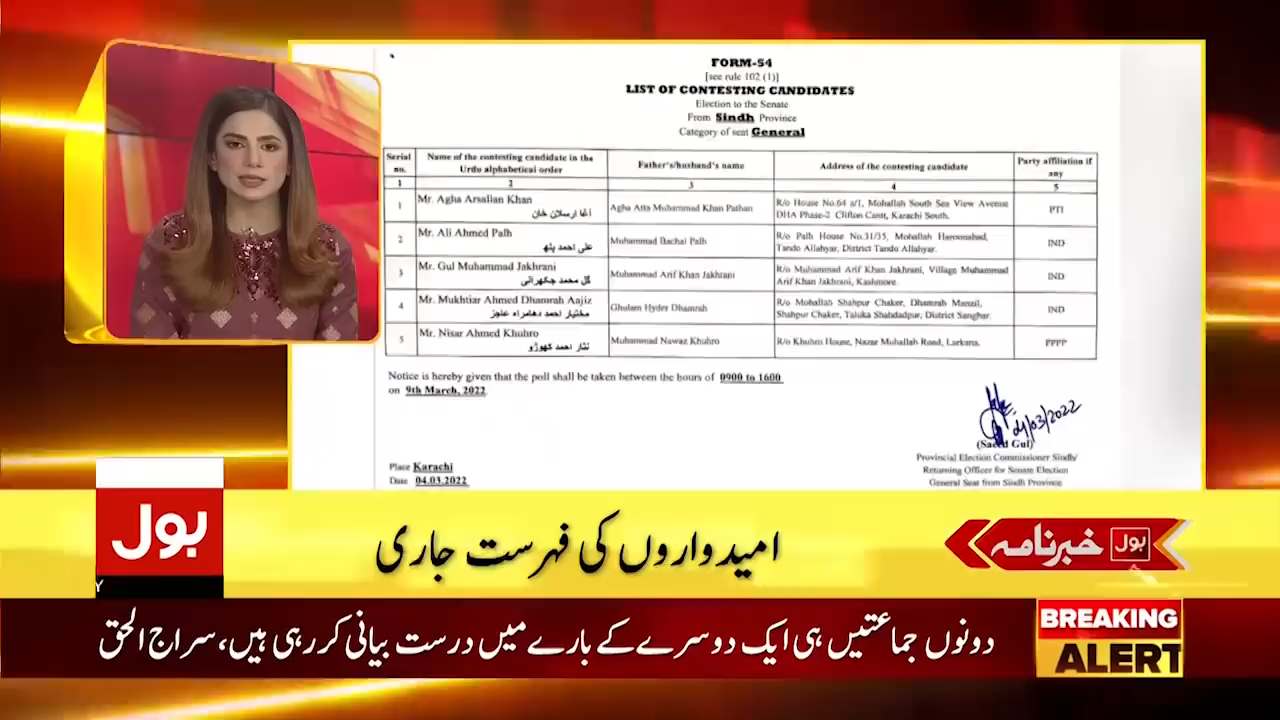 FORM-54
[see rule 102 (1)]
LIST OF CONTESTING CANDIDATES
Election to the Senate
From Sindh Province
Category of seat General
Serial no.
Name of the contesting candidate in the Urdu alphabetical order
Father's/husband's name
Address of the contesting candidate
Party affiliation if any
1 2 3 4 5
1
Mr. Agha Arsallan Khan
آغا ارسلان خان
Agha Atta Muhammad Khan Pathan
R/o House No.64 a/1, Mohallah South Sea View Avenue
DHA Phase-2 Clifton Cantt, Karachi South.
PTI
2
Mr. Ali Ahmed Palh
علی احمد پلھ
Muhammad Bachai Palh
R/o Palh House No.31/35, Mohallah Haroonabad,
Tando Allahyar, District Tando Allahyar.
IND
3
Mr. Gul Muhammad Jakhrani
گل محمد جکھرانی
Muhammad Arif Khan Jakhrani
R/o Muhammad Arif Khan Jakhrani, Village Muhammad
Arif Khan Jakhrani, Kashmore.
IND
4
Mr. Mukhtiar Ahmed Dhamrah Aajiz
مختیار احمد دھامراہ عاجز
Ghulam Hyder Dhamrah
R/o Mohallah Shahpur Chaker, Dhamrah Manzil,
Shahpur Chaker, Taluka Shahdadpur, District Sanghar.
IND
5
Mr. Nisar Ahmed Khuhro
نثار احمد کھوڑو
Muhammad Nawaz Khuhro
R/o Khuhro House, Nazar Muhallah Road, Larkana.
PPPP
Notice is hereby given that the poll shall be taken between the hours of 0900 to 1600
on 9th March, 2022
04/03/2022
(Saeed Gul)
Provincial Election Commissioner Sindh/
Returning Officer for Senate Election
General Seat from Sindh Province
Place Karachi
Date 04.03.2022
بول
Y
امیدواروں کی فہرست جاری
بول خبرنامہ
دونوں جماعتیں ہی ایک دوسرے کے بارے میں درست بیانی کر رہی ہیں، سراج الحق
BREAKING
ALERT